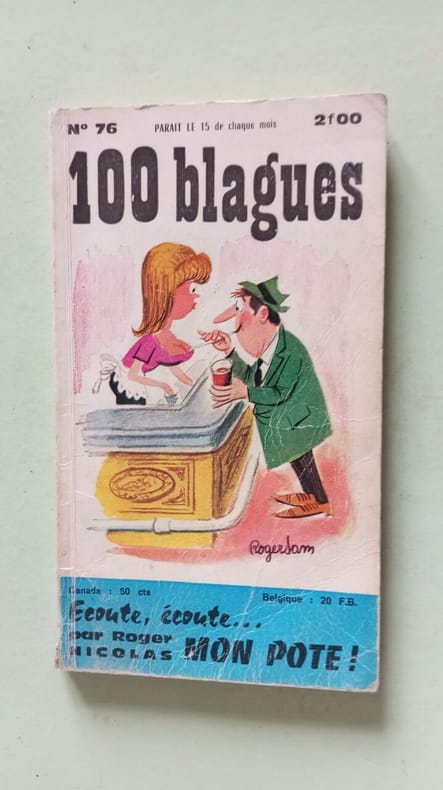 N° 76 PARAIT LE 15 de chaque mois 2f00
100 blagues
RogerSam
Canada : 50 cts Belgique : 20 F.B.
Ecoute, écoute...
par Roger
NICOLAS MON POTE !